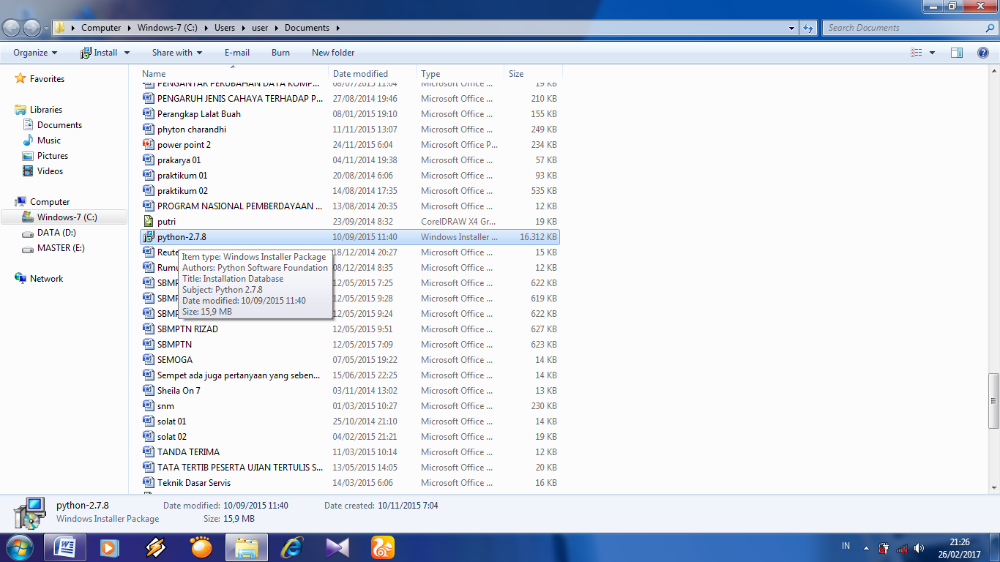 Computer Windows-7 (C:) Users user Documents
Search Documents
Organize Install Share with E-mail Burn New folder
Favorites
Libraries
Documents
Music
Pictures
Videos
Computer
Windows-7 (C:)
DATA (D:)
MASTER (E:)
Network
Name Date modified Type Size
PENGANTAR PERUBAHAN DATA KOMP... 08/07/2015 11:04 Microsoft Office ... 19 KB
PENGARUH JENIS CAHAYA TERHADAP P... 27/08/2014 19:46 Microsoft Office ... 210 KB
Perangkap Lalat Buah 08/01/2015 19:10 Microsoft Office ... 155 KB
phyton charandhi 11/11/2015 13:07 Microsoft Office ... 249 KB
power point 2 24/11/2015 6:04 Microsoft Office P... 234 KB
prakarya 01 04/11/2014 19:38 Microsoft Office ... 57 KB
praktikum 01 20/08/2014 6:06 Microsoft Office ... 93 KB
praktikum 02 14/08/2014 17:35 Microsoft Office ... 535 KB
PROGRAM NASIONAL PEMBERDAYAAN ... 13/08/2014 20:35 Microsoft Office ... 12 KB
putri 23/09/2014 8:32 CorelDRAW X4 Gr... 19 KB
python-2.7.8 10/09/2015 11:40 Windows Installer ... 16.312 KB
Reute 18/12/2014 20:27 Microsoft Office ... 15 KB
Rumu 08/12/2014 8:35 Microsoft Office ... 12 KB
SBMP 12/05/2015 7:25 Microsoft Office ... 622 KB
SBMP 12/05/2015 9:28 Microsoft Office ... 619 KB
SBMP 12/05/2015 9:24 Microsoft Office ... 622 KB
Item type: Windows Installer Package
Authors: Python Software Foundation
Title: Installation Database
Subject: Python 2.7.8
Date modified: 10/09/2015 11:40
Size: 15,9 MB
SBMPTN RIZAD 12/05/2015 9:51 Microsoft Office ... 627 KB
SBMPTN 12/05/2015 7:09 Microsoft Office ... 623 KB
SEMOGA 07/05/2015 19:22 Microsoft Office ... 14 KB
Sempet ada juga pertanyaan yang seben... 15/06/2015 22:25 Microsoft Office ... 14 KB
Sheila On 7 03/11/2014 13:02 Microsoft Office ... 13 KB
snm 01/03/2015 10:27 Microsoft Office ... 230 KB
solat 01 25/10/2014 21:10 Microsoft Office ... 14 KB
solat 02 04/02/2015 21:21 Microsoft Office ... 19 KB
TANDA TERIMA 11/03/2015 10:14 Microsoft Office ... 12 KB
TATA TERTIB PESERTA UJIAN TERTULIS S... 13/05/2015 14:05 Microsoft Office ... 20 KB
Teknik Dasar Servis 14/03/2015 6:06 Microsoft Office ... 16 KB
python-2.7.8 Date modified: 10/09/2015 11:40 Date created: 10/11/2015 7:04
Windows Installer Package Size: 15,9 MB
IN
21:26
26/02/2017